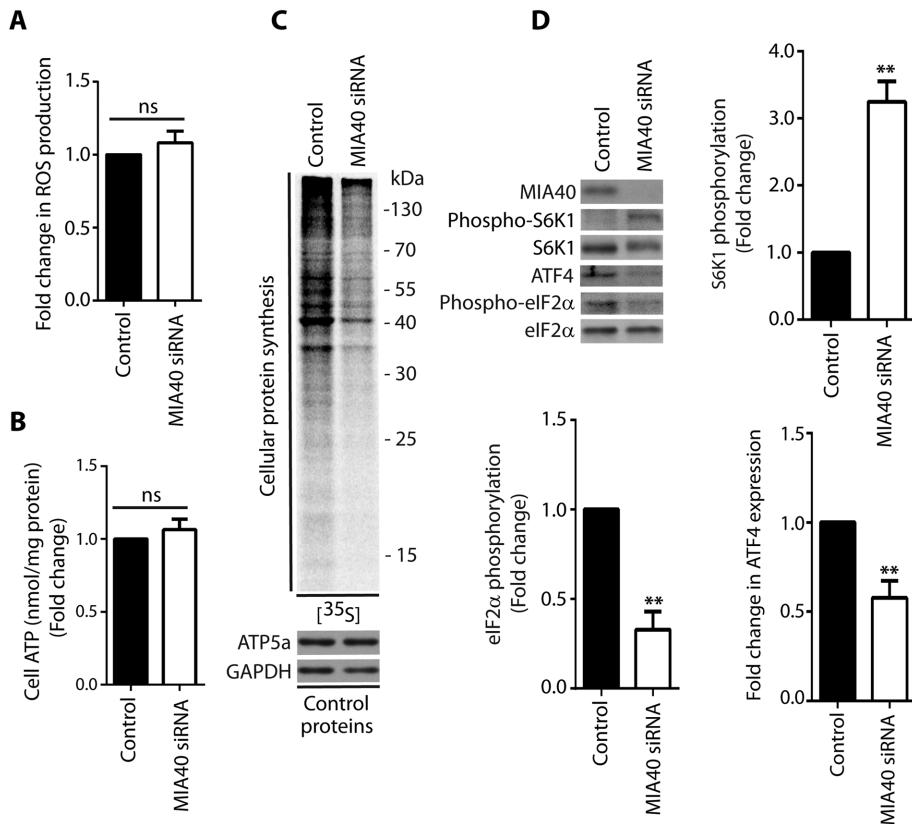 A
Fold change in ROS production
1.5
1.0
0.5
0.0
ns
Control
MIA40 siRNA
B
Cell ATP (nmol/mg protein)
(Fold change)
1.5
1.0
0.5
0.0
ns
Control
MIA40 siRNA
C
Control
MIA40 siRNA
kDa
-130
- 70
- 55
- 40
- 30
- 25
- 15
Cellular protein synthesis
[35S]
ATP5a
GAPDH
Control
proteins
D
Control
MIA40 siRNA
MIA40
Phospho-S6K1
S6K1
ATF4
Phospho-eIF2α
eIF2α
S6K1 phosphorylation
(Fold change)
4.0
3.0
2.0
1.0
0.0
**
Control
MIA40 siRNA
eIF2α phosphorylation
(Fold change)
1.5
1.0
0.5
0.0
**
Control
MIA40 siRNA
Fold change in ATF4 expression
1.5
1.0
0.5
0.0
**
Control
MIA40 siRNA